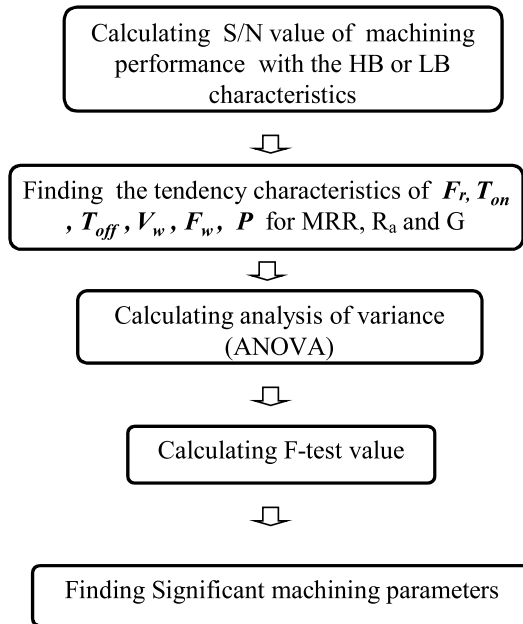 Calculating S/N value of machining
performance with the HB or LB
characteristics
Finding the tendency characteristics of Fr, Ton
, Toff , Vw , Fw , P for MRR, Ra and G
Calculating analysis of variance
(ANOVA)
Calculating F-test value
Finding Significant machining parameters